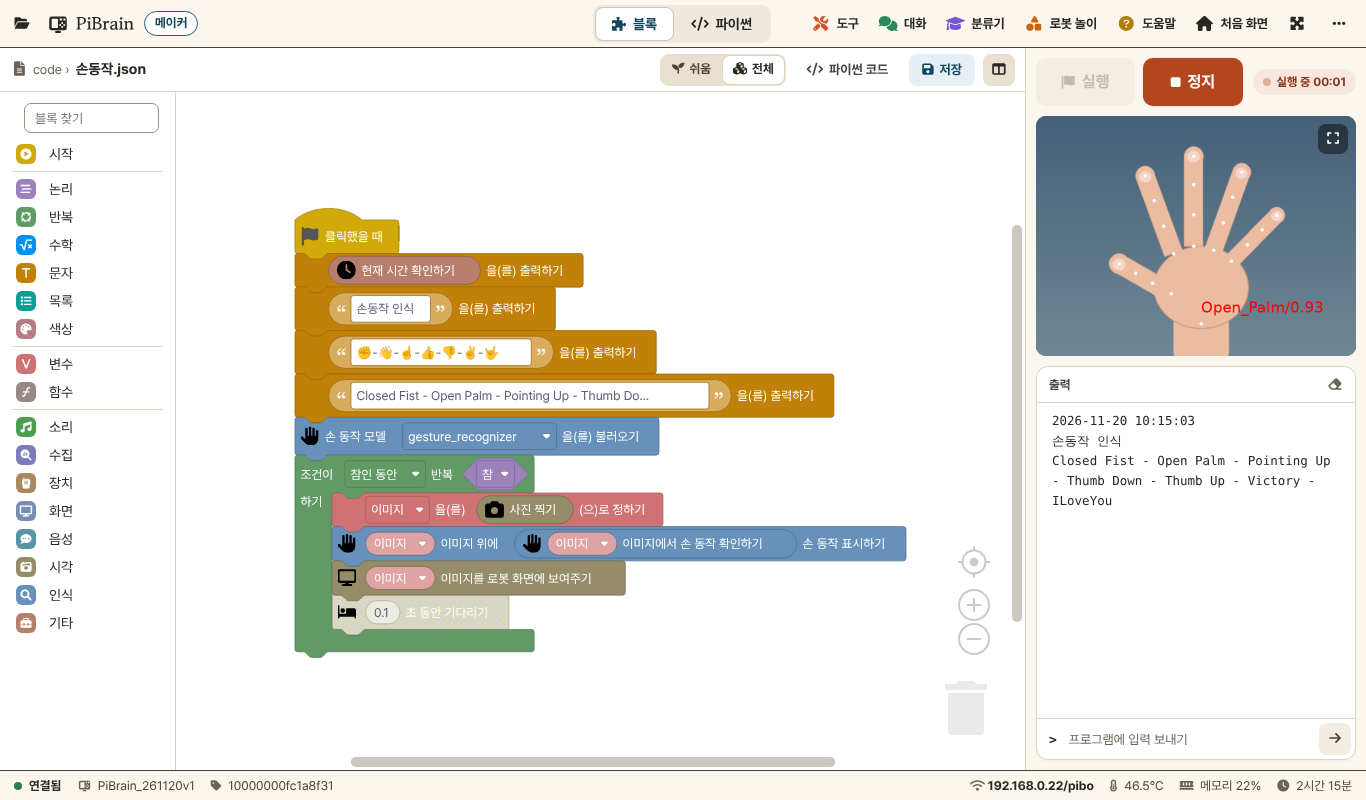 PiBrain 메이커
블록 파이썬
도구 대화 분류기 로봇 놀이 도움말 처음 화면
code › 손동작.json
쉬움 전체 파이썬 코드 저장
실행 정지 실행 중 00:01
블록 찾기
시작
논리
반복
수학
문자
목록
색상
변수
함수
소리
수집
장치
화면
음성
시각
인식
기타
클릭했을 때
현재 시간 확인하기 을(를) 출력하기
“ 손동작 인식 ” 을(를) 출력하기
“ ✊-👋-☝-👍-👎-✌-🤟 ” 을(를) 출력하기
“ Closed Fist - Open Palm - Pointing Up - Thumb Do... ” 을(를) 출력하기
손 동작 모델 gesture_recognizer 을(를) 불러오기
조건이 참인 동안 반복 참
하기
이미지 을(를) 사진 찍기 (으)로 정하기
이미지 이미지 위에 이미지 이미지에서 손 동작 확인하기 손 동작 표시하기
이미지 이미지를 로봇 화면에 보여주기
0.1 초 동안 기다리기
Open_Palm/0.93
출력
2026-11-20 10:15:03
손동작 인식
Closed Fist - Open Palm - Pointing Up
- Thumb Down - Thumb Up - Victory -
ILoveYou
> 프로그램에 입력 보내기
연결됨 PiBrain_261120v1 10000000fc1a8f31
192.168.0.22/pibo 46.5°C 메모리 22% 2시간 15분